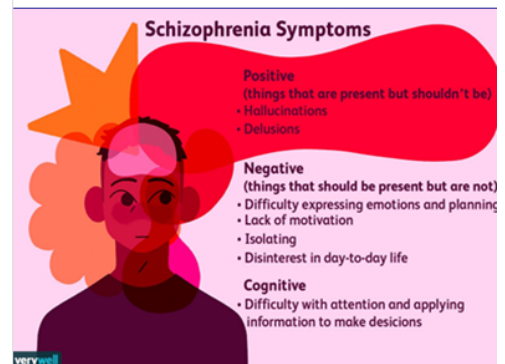 Schizophrenia Symptoms
Positive
(things that are present but shouldn't be)
• Hallucinations
• Delusions
Negative
(things that should be present but are not)
• Difficulty expressing emotions and planning
• Lack of motivation
• Isolating
• Disinterest in day-to-day life
Cognitive
• Difficulty with attention and applying
information to make desicions
verywell